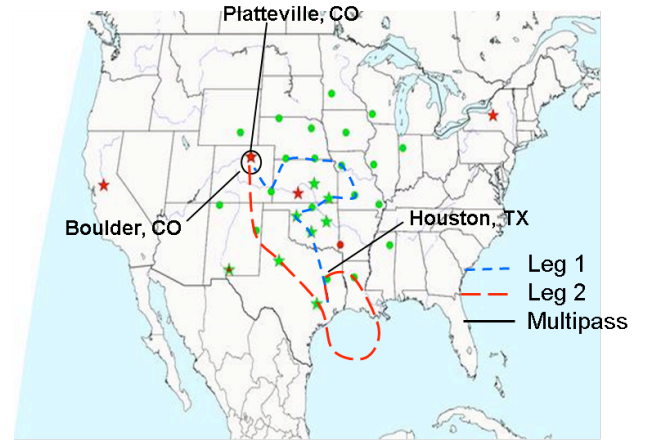 Platteville, CO
Boulder, CO
Houston, TX
Leg 1
Leg 2
Multipass